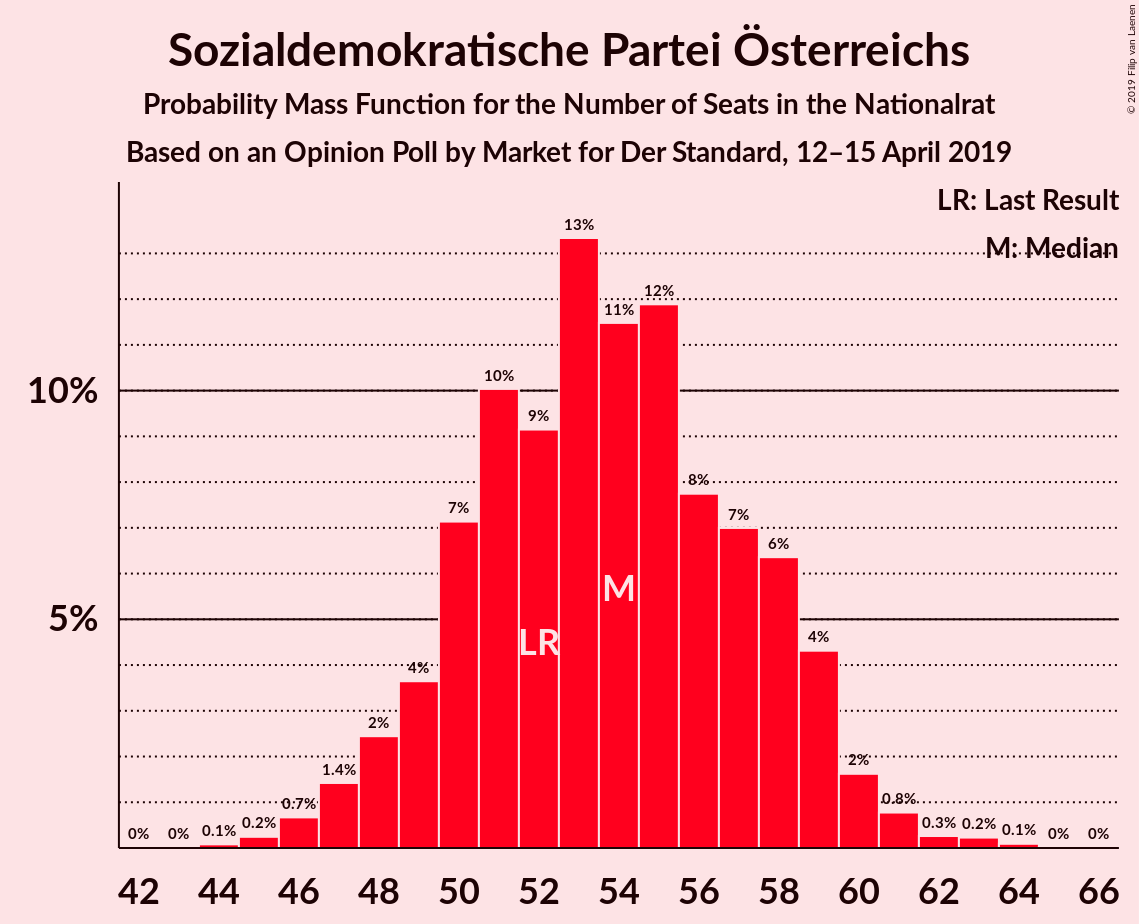 Sozialdemokratische Partei Österreichs
Probability Mass Function for the Number of Seats in the Nationalrat
Based on an Opinion Poll by Market for Der Standard, 12–15 April 2019
© 2019 Filip van Laenen
LR: Last Result
M: Median
10%
5%
0% 0% 0.1% 0.2% 0.7% 1.4% 2% 4% 7% 10% 9% 13% 11% 12% 8% 7% 6% 4% 2% 0.8% 0.3% 0.2% 0.1% 0% 0%
M
LR
42 44 46 48 50 52 54 56 58 60 62 64 66